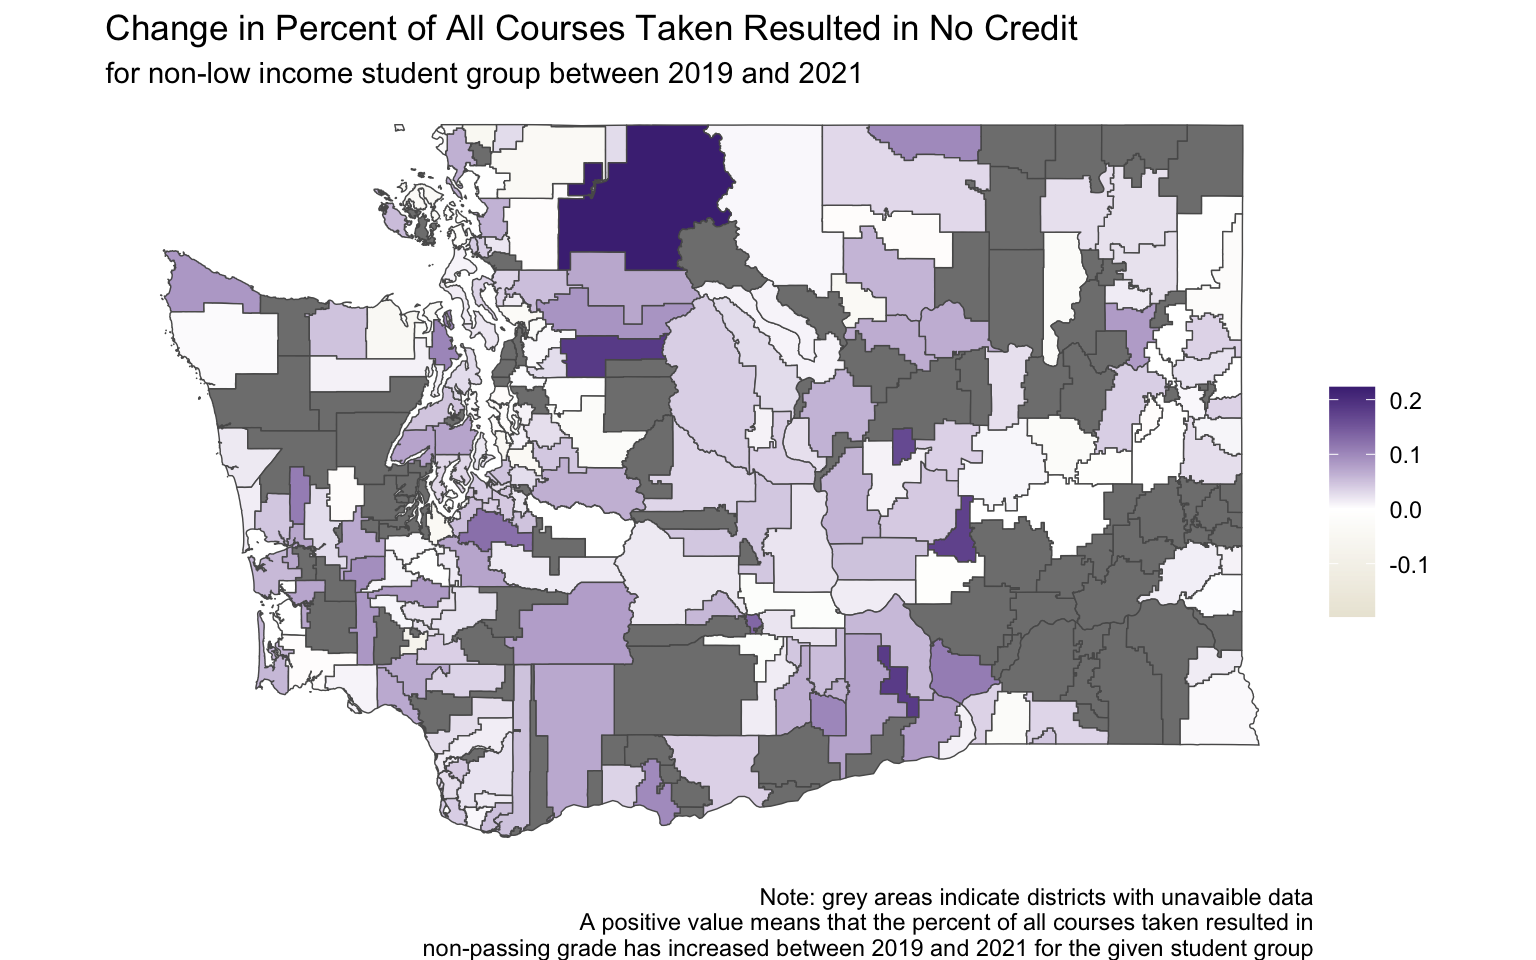 Change in Percent of All Courses Taken Resulted in No Credit
for non-low income student group between 2019 and 2021
0.2
0.1
0.0
-0.1
Note: grey areas indicate districts with unavaible data
A positive value means that the percent of all courses taken resulted in
non-passing grade has increased between 2019 and 2021 for the given student group